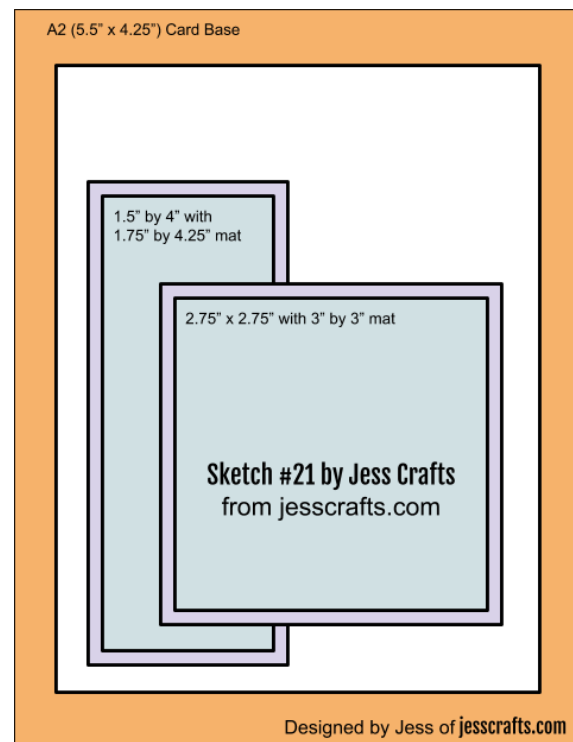 A2 (5.5” x 4.25”) Card Base
1.5” by 4” with
1.75” by 4.25” mat
2.75” x 2.75” with 3” by 3” mat
Sketch #21 by Jess Crafts
from jesscrafts.com
Designed by Jess of jesscrafts.com